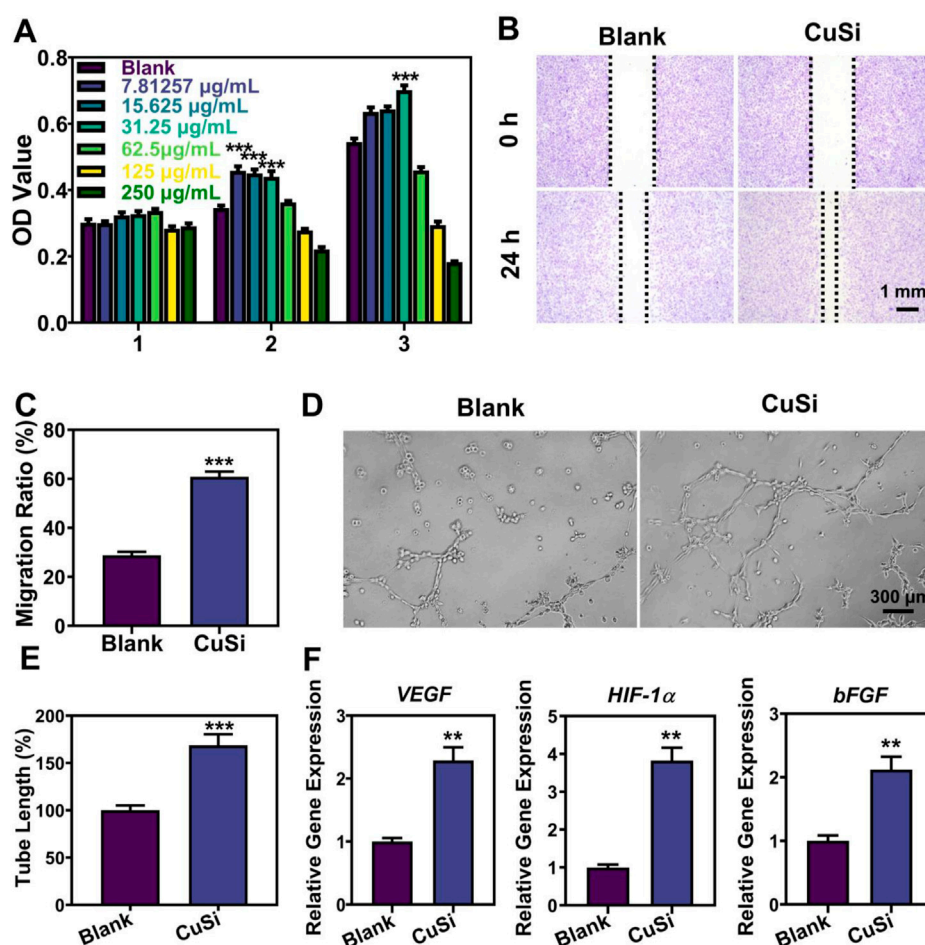 A
OD Value
0.8
0.6
0.4
0.2
0.0
Blank
7.81257 µg/mL
15.625 µg/mL
31.25 µg/mL
62.5µg/mL
125 µg/mL
250 µg/mL
***
***
***
***
1 2 3
B
Blank CuSi
0 h
24 h
1 mm
C
Migration Ratio (%)
80
60
40
20
0
***
Blank CuSi
D
Blank CuSi
300 µm
E
Tube Length (%)
200
150
100
50
0
***
Blank CuSi
F
VEGF
Relative Gene Expression
3
2
1
0
**
Blank CuSi
HIF-1α
Relative Gene Expression
5
4
3
2
1
0
**
Blank CuSi
bFGF
Relative Gene Expression
3
2
1
0
**
Blank CuSi